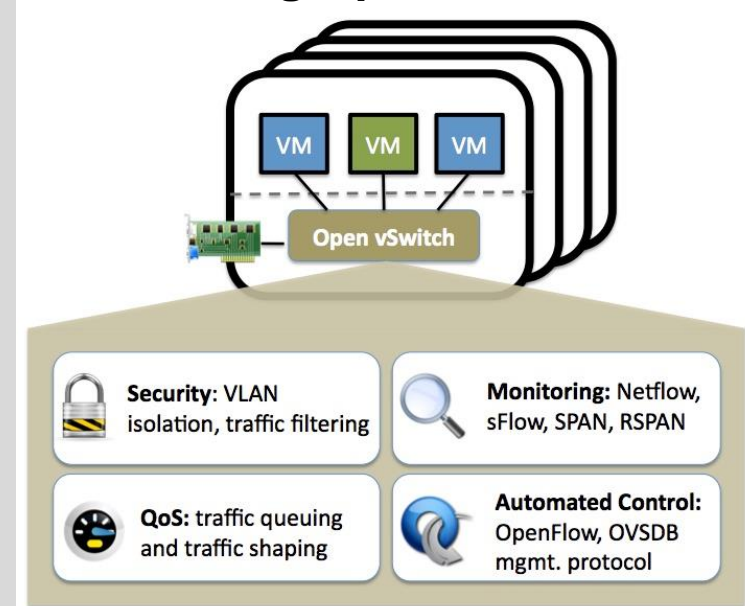 VM VM VM
Open vSwitch
Security: VLAN
isolation, traffic filtering
Monitoring: Netflow,
sFlow, SPAN, RSPAN
QoS: traffic queuing
and traffic shaping
Automated Control:
OpenFlow, OVSDB
mgmt. protocol